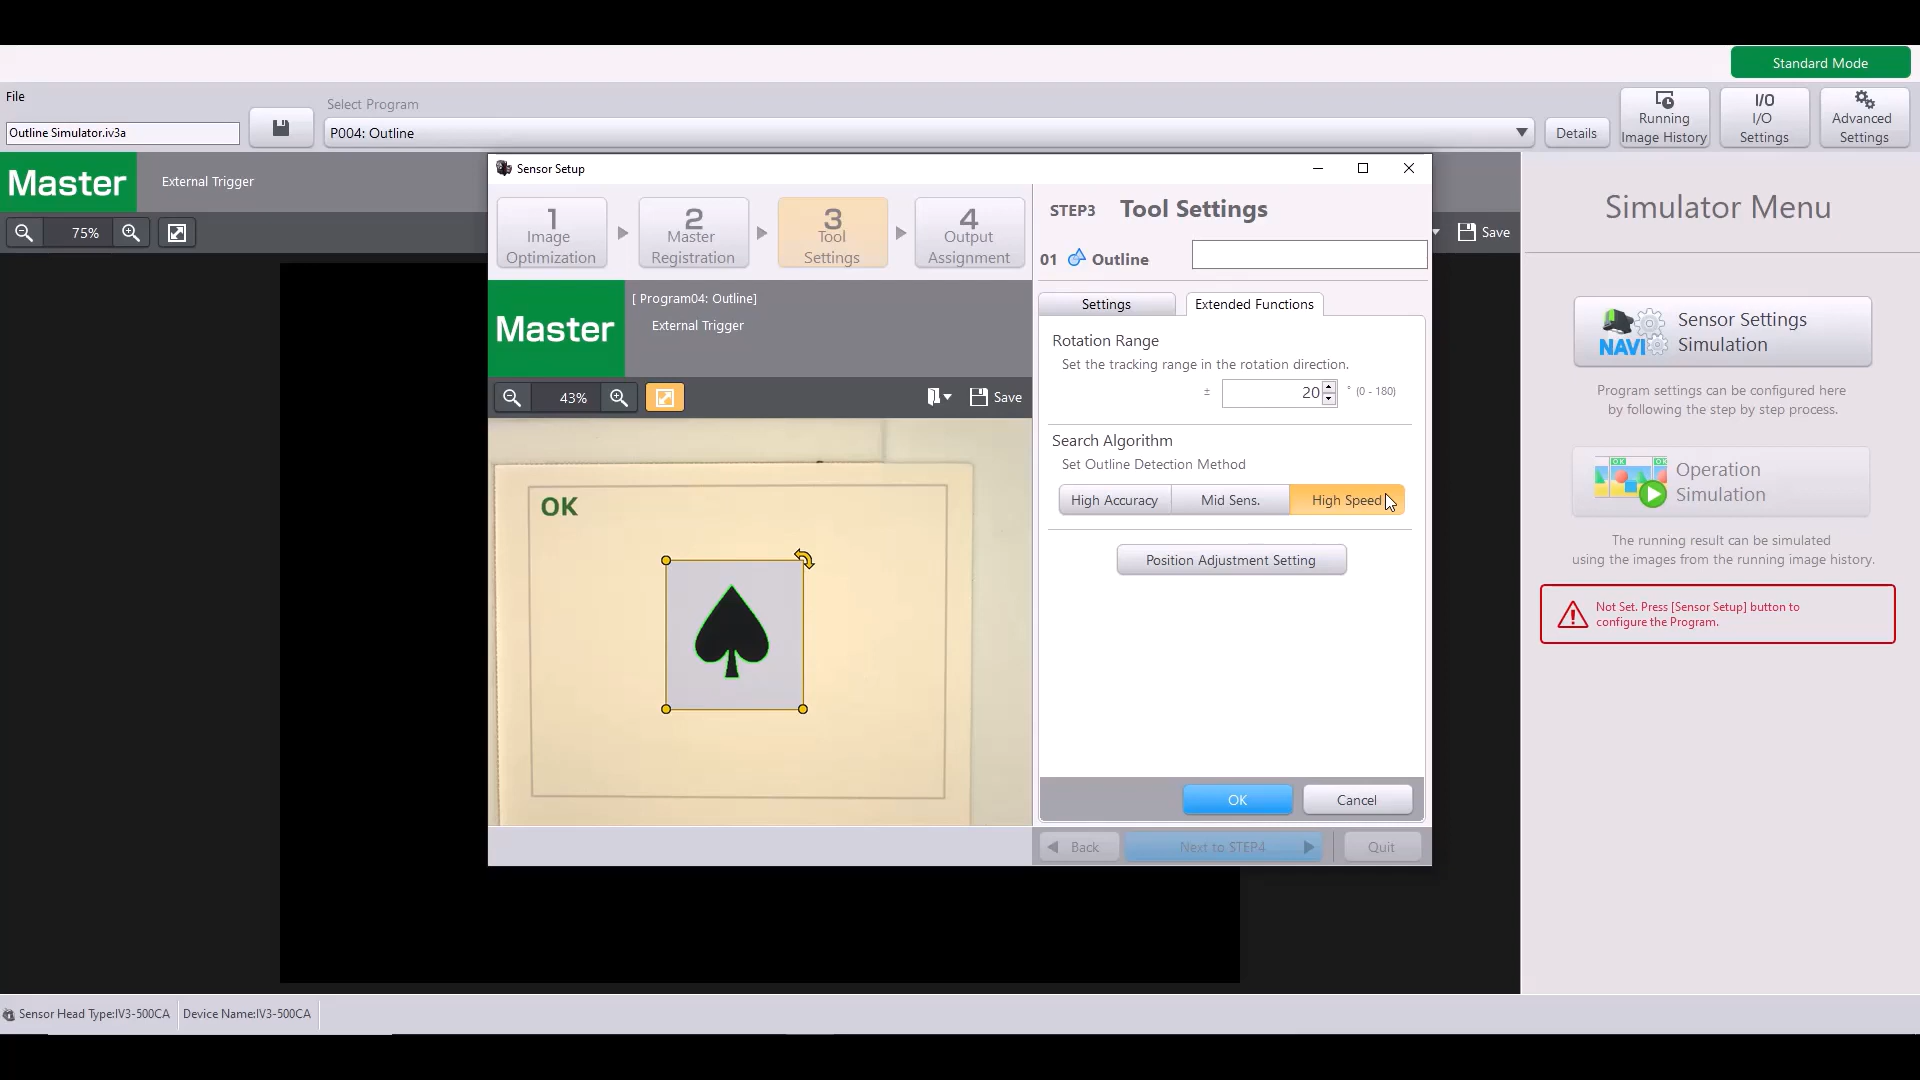 Standard Mode
File
Select Program
Outline Simulator.iv3a
P004: Outline
Details
Running
Image History
I/O
I/O
Settings
Advanced
Settings
Master
External Trigger
75%
Save
Sensor Setup
1
Image
Optimization
2
Master
Registration
3
Tool
Settings
4
Output
Assignment
Master
[ Program04: Outline]
External Trigger
43%
Save
OK
STEP3 Tool Settings
01 Outline
Settings
Extended Functions
Rotation Range
Set the tracking range in the rotation direction.
± 20 ° (0 - 180)
Search Algorithm
Set Outline Detection Method
High Accuracy
Mid Sens.
High Speed
Position Adjustment Setting
OK
Cancel
Back
Next to STEP4
Quit
Simulator Menu
NAVI
Sensor Settings
Simulation
Program settings can be configured here
by following the step by step process.
OK
Operation
Simulation
The running result can be simulated
using the images from the running image history.
Not Set. Press [Sensor Setup] button to
configure the Program.
Sensor Head Type:IV3-500CA
Device Name:IV3-500CA